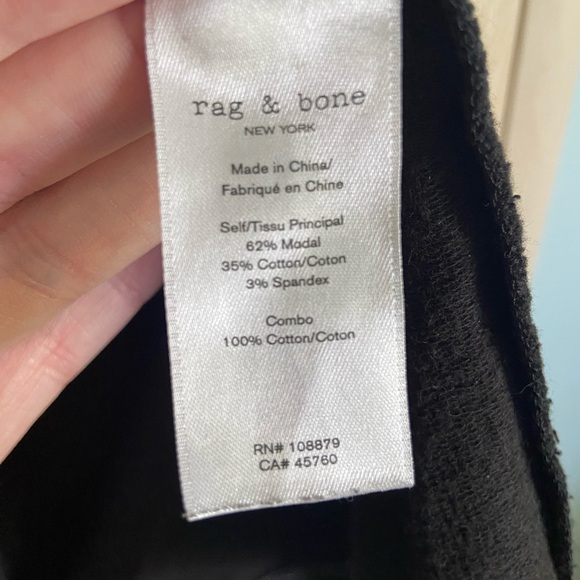 rag & bone
NEW YORK
Made in China/
Fabriqué en Chine
Self/Tissu Principal
62% Modal
35% Cotton/Coton
3% Spandex
Combo
100% Cotton/Coton
RN# 108879
CA# 45760